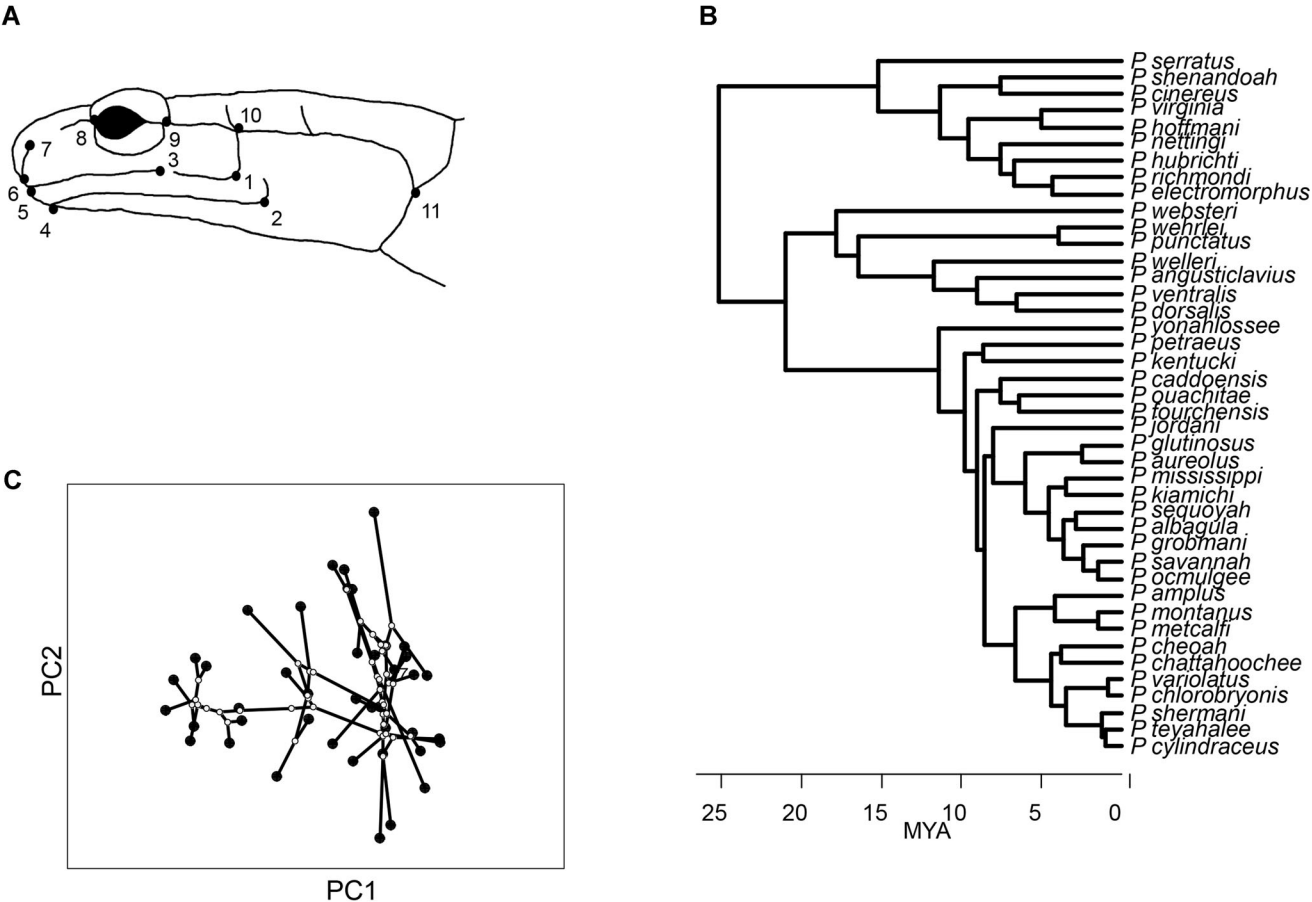 A
7
8
9
10
3
1
6
5
4
2
11
B
P serratus
P shenandoah
P cinereus
P virginia
P hoffmani
P nettingi
P hubrichti
P richmondi
P electromorphus
P websteri
P wehrlei
P punctatus
P welleri
P angusticlavius
P ventralis
P dorsalis
P yonahlossee
P petraeus
P kentucki
P caddoensis
P ouachitae
P fourchensis
P jordani
P glutinosus
P aureolus
P mississippi
P kiamichi
P sequoyah
P albagula
P grobmani
P savannah
P ocmulgee
P amplus
P montanus
P metcalfi
P cheoah
P chattahoochee
P variolatus
P chlorobryonis
P shermani
P teyahalee
P cylindraceus
25 20 15 10 5 0
MYA
C
PC2
PC1